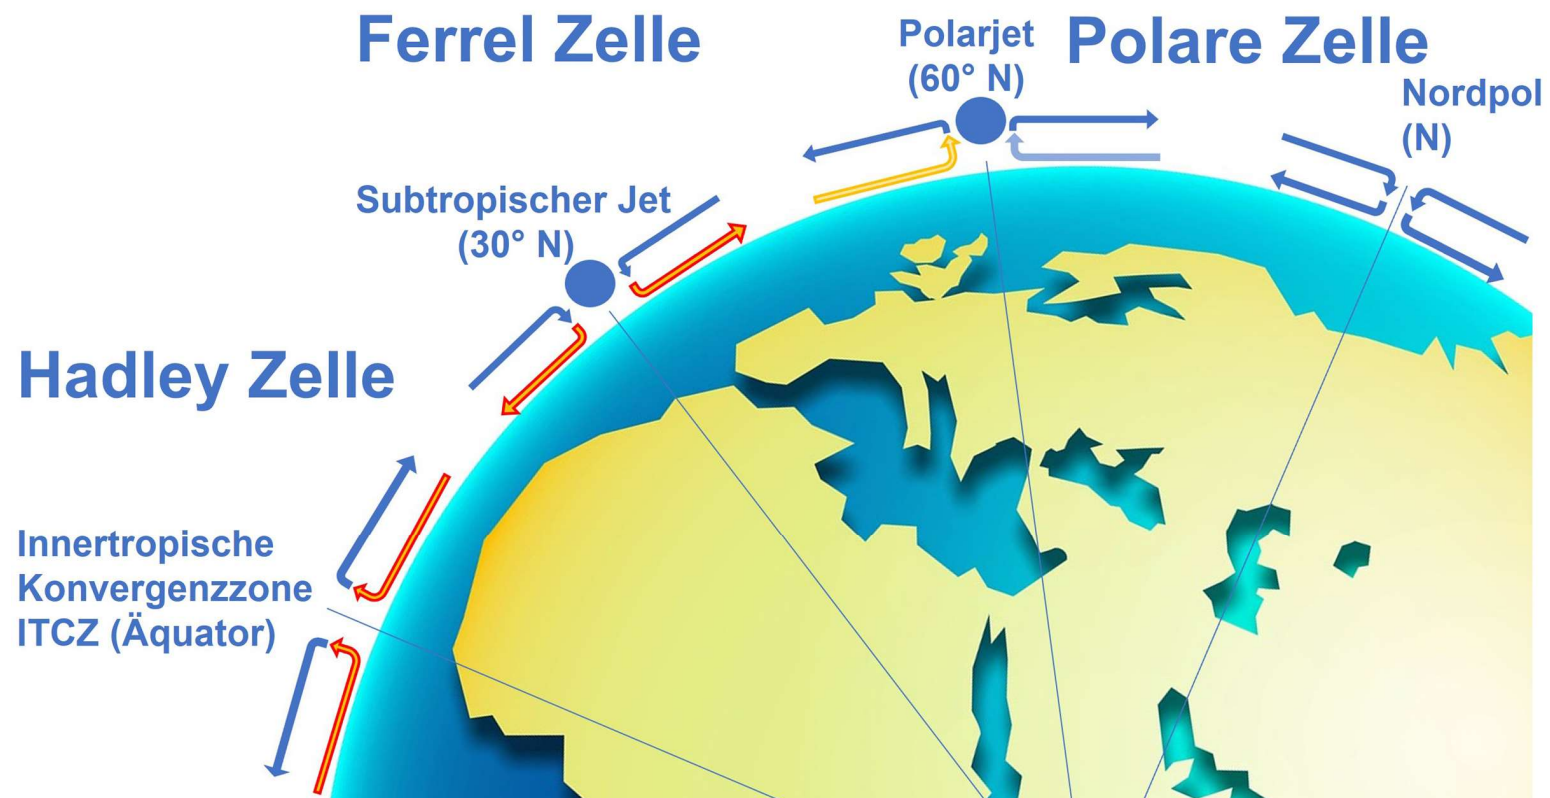 Ferrel Zelle
Polarjet
(60° N)
Polare Zelle
Nordpol
(N)
Subtropischer Jet
(30° N)
Hadley Zelle
Innertropische
Konvergenzzone
ITCZ (Äquator)